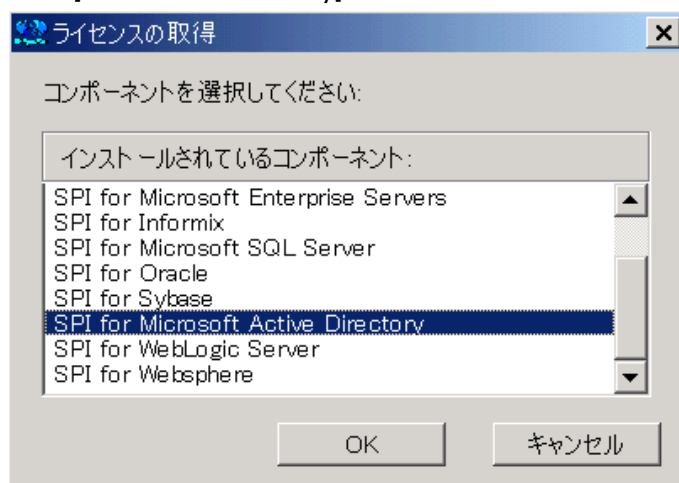 ライセンスの取得
コンポーネントを選択してください:
インストールされているコンポーネント:
SPI for Microsoft Enterprise Servers
SPI for Informix
SPI for Microsoft SQL Server
SPI for Oracle
SPI for Sybase
SPI for Microsoft Active Directory
SPI for WebLogic Server
SPI for Websphere
OK
キャンセル